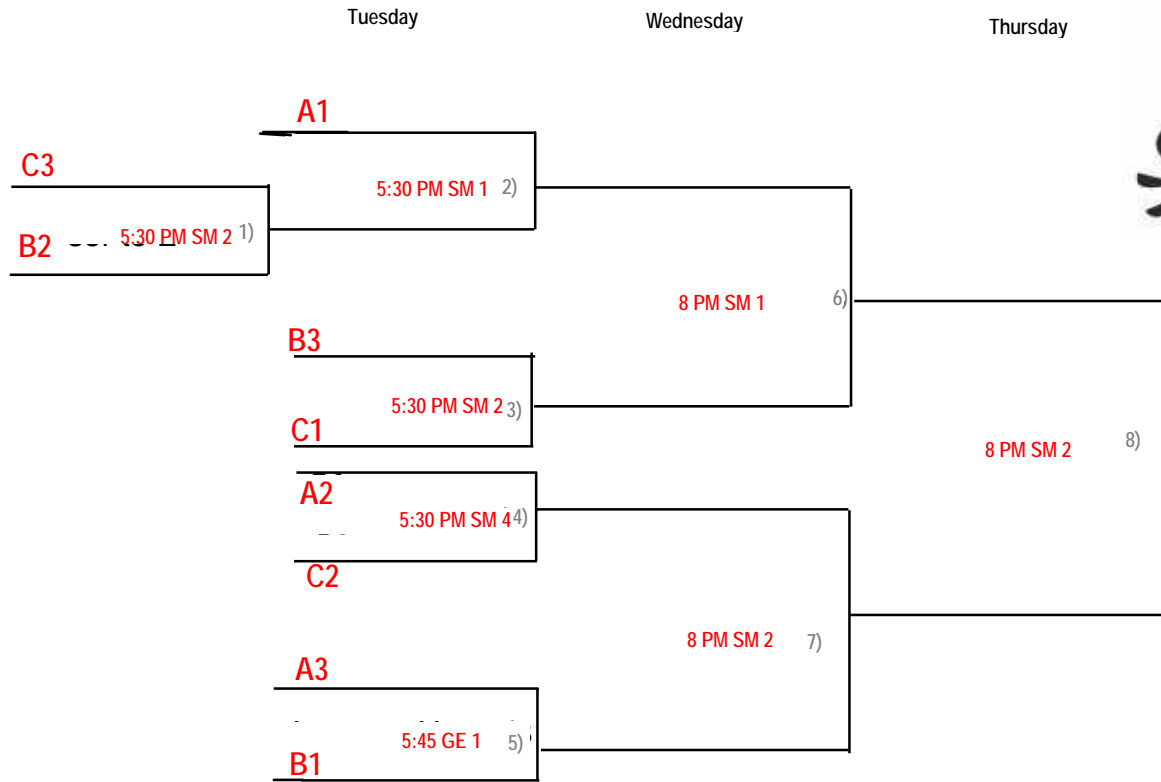 Tuesday
Wednesday
Thursday
A1
C3
5:30 PM SM 1 2)
B2 5:30 PM SM 2 1)
8 PM SM 1 6)
B3
5:30 PM SM 2 3)
C1
8 PM SM 2 8)
A2
5:30 PM SM 4 4)
C2
8 PM SM 2 7)
A3
5:45 GE 1 5)
B1